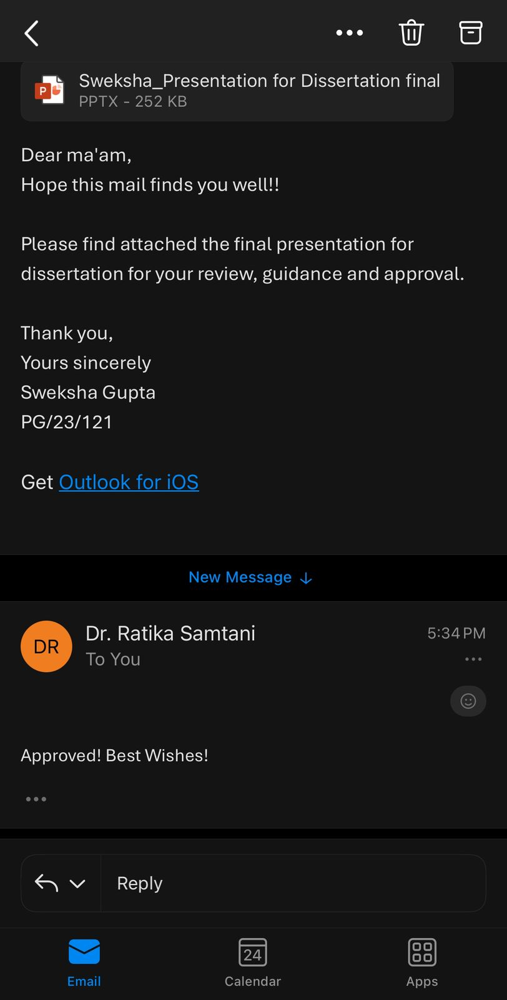 Sweksha_Presentation for Dissertation final
P
PPTX - 252 KB
Dear ma'am,
Hope this mail finds you well!!
Please find attached the final presentation for
dissertation for your review, guidance and approval.
Thank you,
Yours sincerely
Sweksha Gupta
PG/23/121
Get Outlook for iOS
New Message ↓
DR
Dr. Ratika Samtani
5:34 PM
To You
Approved! Best Wishes!
Reply
24
Email
Calendar
Apps